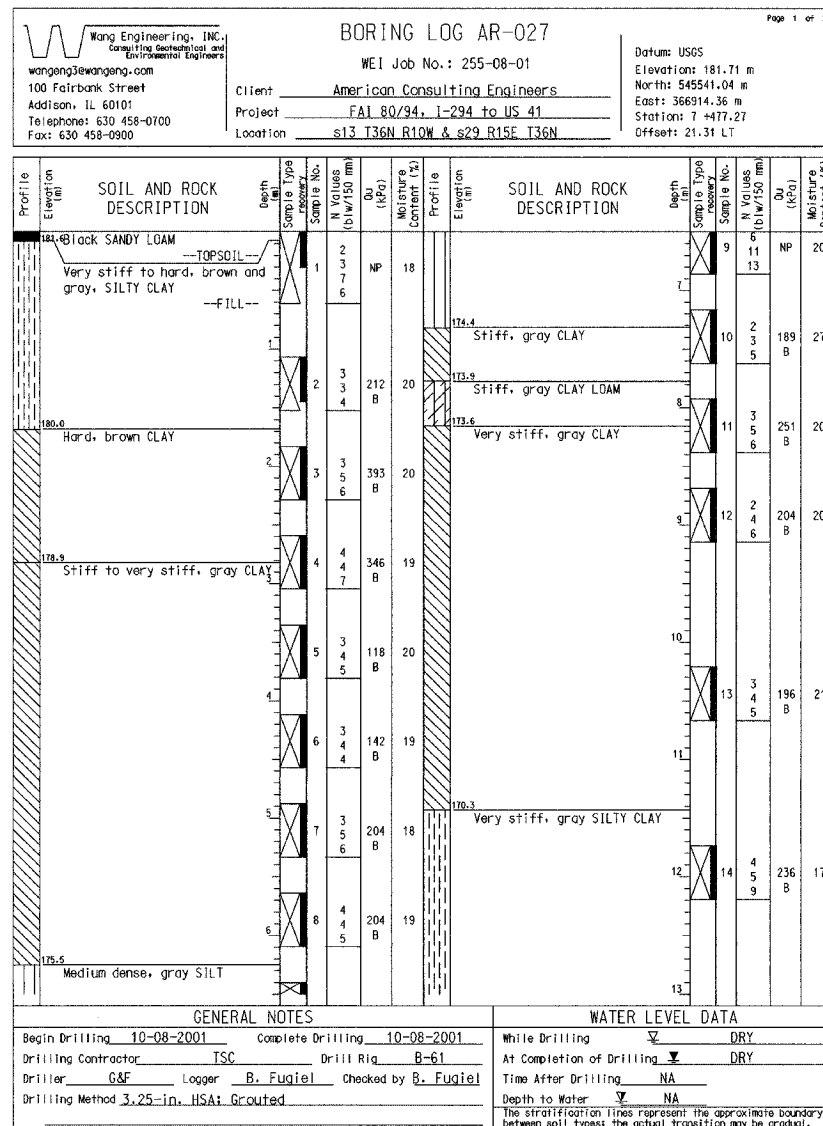 Page 1 of
Wang Engineering, INC.
Consulting Geotechnical and
Environmental Engineers
wangeng3@wangeng.com
100 Fairbank Street
Addison, IL 60101
Telephone: 630 458-0700
Fax: 630 458-0900
BORING LOG AR-027
WEI Job No.: 255-08-01
Client American Consulting Engineers
Project FAI 80/94, I-294 to US 41
Location s13 T36N R10W & s29 R15E T36N
Datum: USGS
Elevation: 181.71 m
North: 545541.04 m
East: 366914.36 m
Station: 7 +477.27
Offset: 21.31 LT
Profile
Elevation (m)
SOIL AND ROCK
DESCRIPTION
Depth (m)
Sample Type
recovery
Sample No.
N Values
(blw/150 mm)
Qu
(kPa)
Moisture
Content (%)
181.6 Black SANDY LOAM
--TOPSOIL--
Very stiff to hard, brown and
gray, SILTY CLAY
--FILL--
1 2 3 7 6 NP 18
1
2 3 3 4 212 B 20
180.0
Hard, brown CLAY
2
3 3 5 6 393 B 20
178.9
Stiff to very stiff, gray CLAY
4 4 4 7 346 B 19
3
5 3 4 5 118 B 20
4
6 3 4 4 142 B 19
5
7 3 5 6 204 B 18
8 4 4 5 204 B 19
6
175.5
Medium dense, gray SILT
Profile
Elevation (m)
SOIL AND ROCK
DESCRIPTION
Depth (m)
Sample Type
recovery
Sample No.
N Values
(blw/150 mm)
Qu
(kPa)
Moisture
9 6 11 13 NP 20
7
174.4
Stiff, gray CLAY
10 2 3 5 189 B 27
173.9
Stiff, gray CLAY LOAM
8
173.6
Very stiff, gray CLAY
11 3 5 6 251 B 20
9
12 2 4 6 204 B 20
10
13 3 4 5 196 B 21
11
170.3
Very stiff, gray SILTY CLAY
12
14 4 5 9 236 B 17
13
GENERAL NOTES
Begin Drilling 10-08-2001 Complete Drilling 10-08-2001
Drilling Contractor TSC Drill Rig B-61
Driller G&F Logger B. Fugiel Checked by B. Fugiel
Drilling Method 3.25-in. HSA; Grouted
WATER LEVEL DATA
While Drilling DRY
At Completion of Drilling DRY
Time After Drilling NA
Depth to Water NA
The stratification lines represent the approximate boundary
between soil types; the actual transition may be gradual.